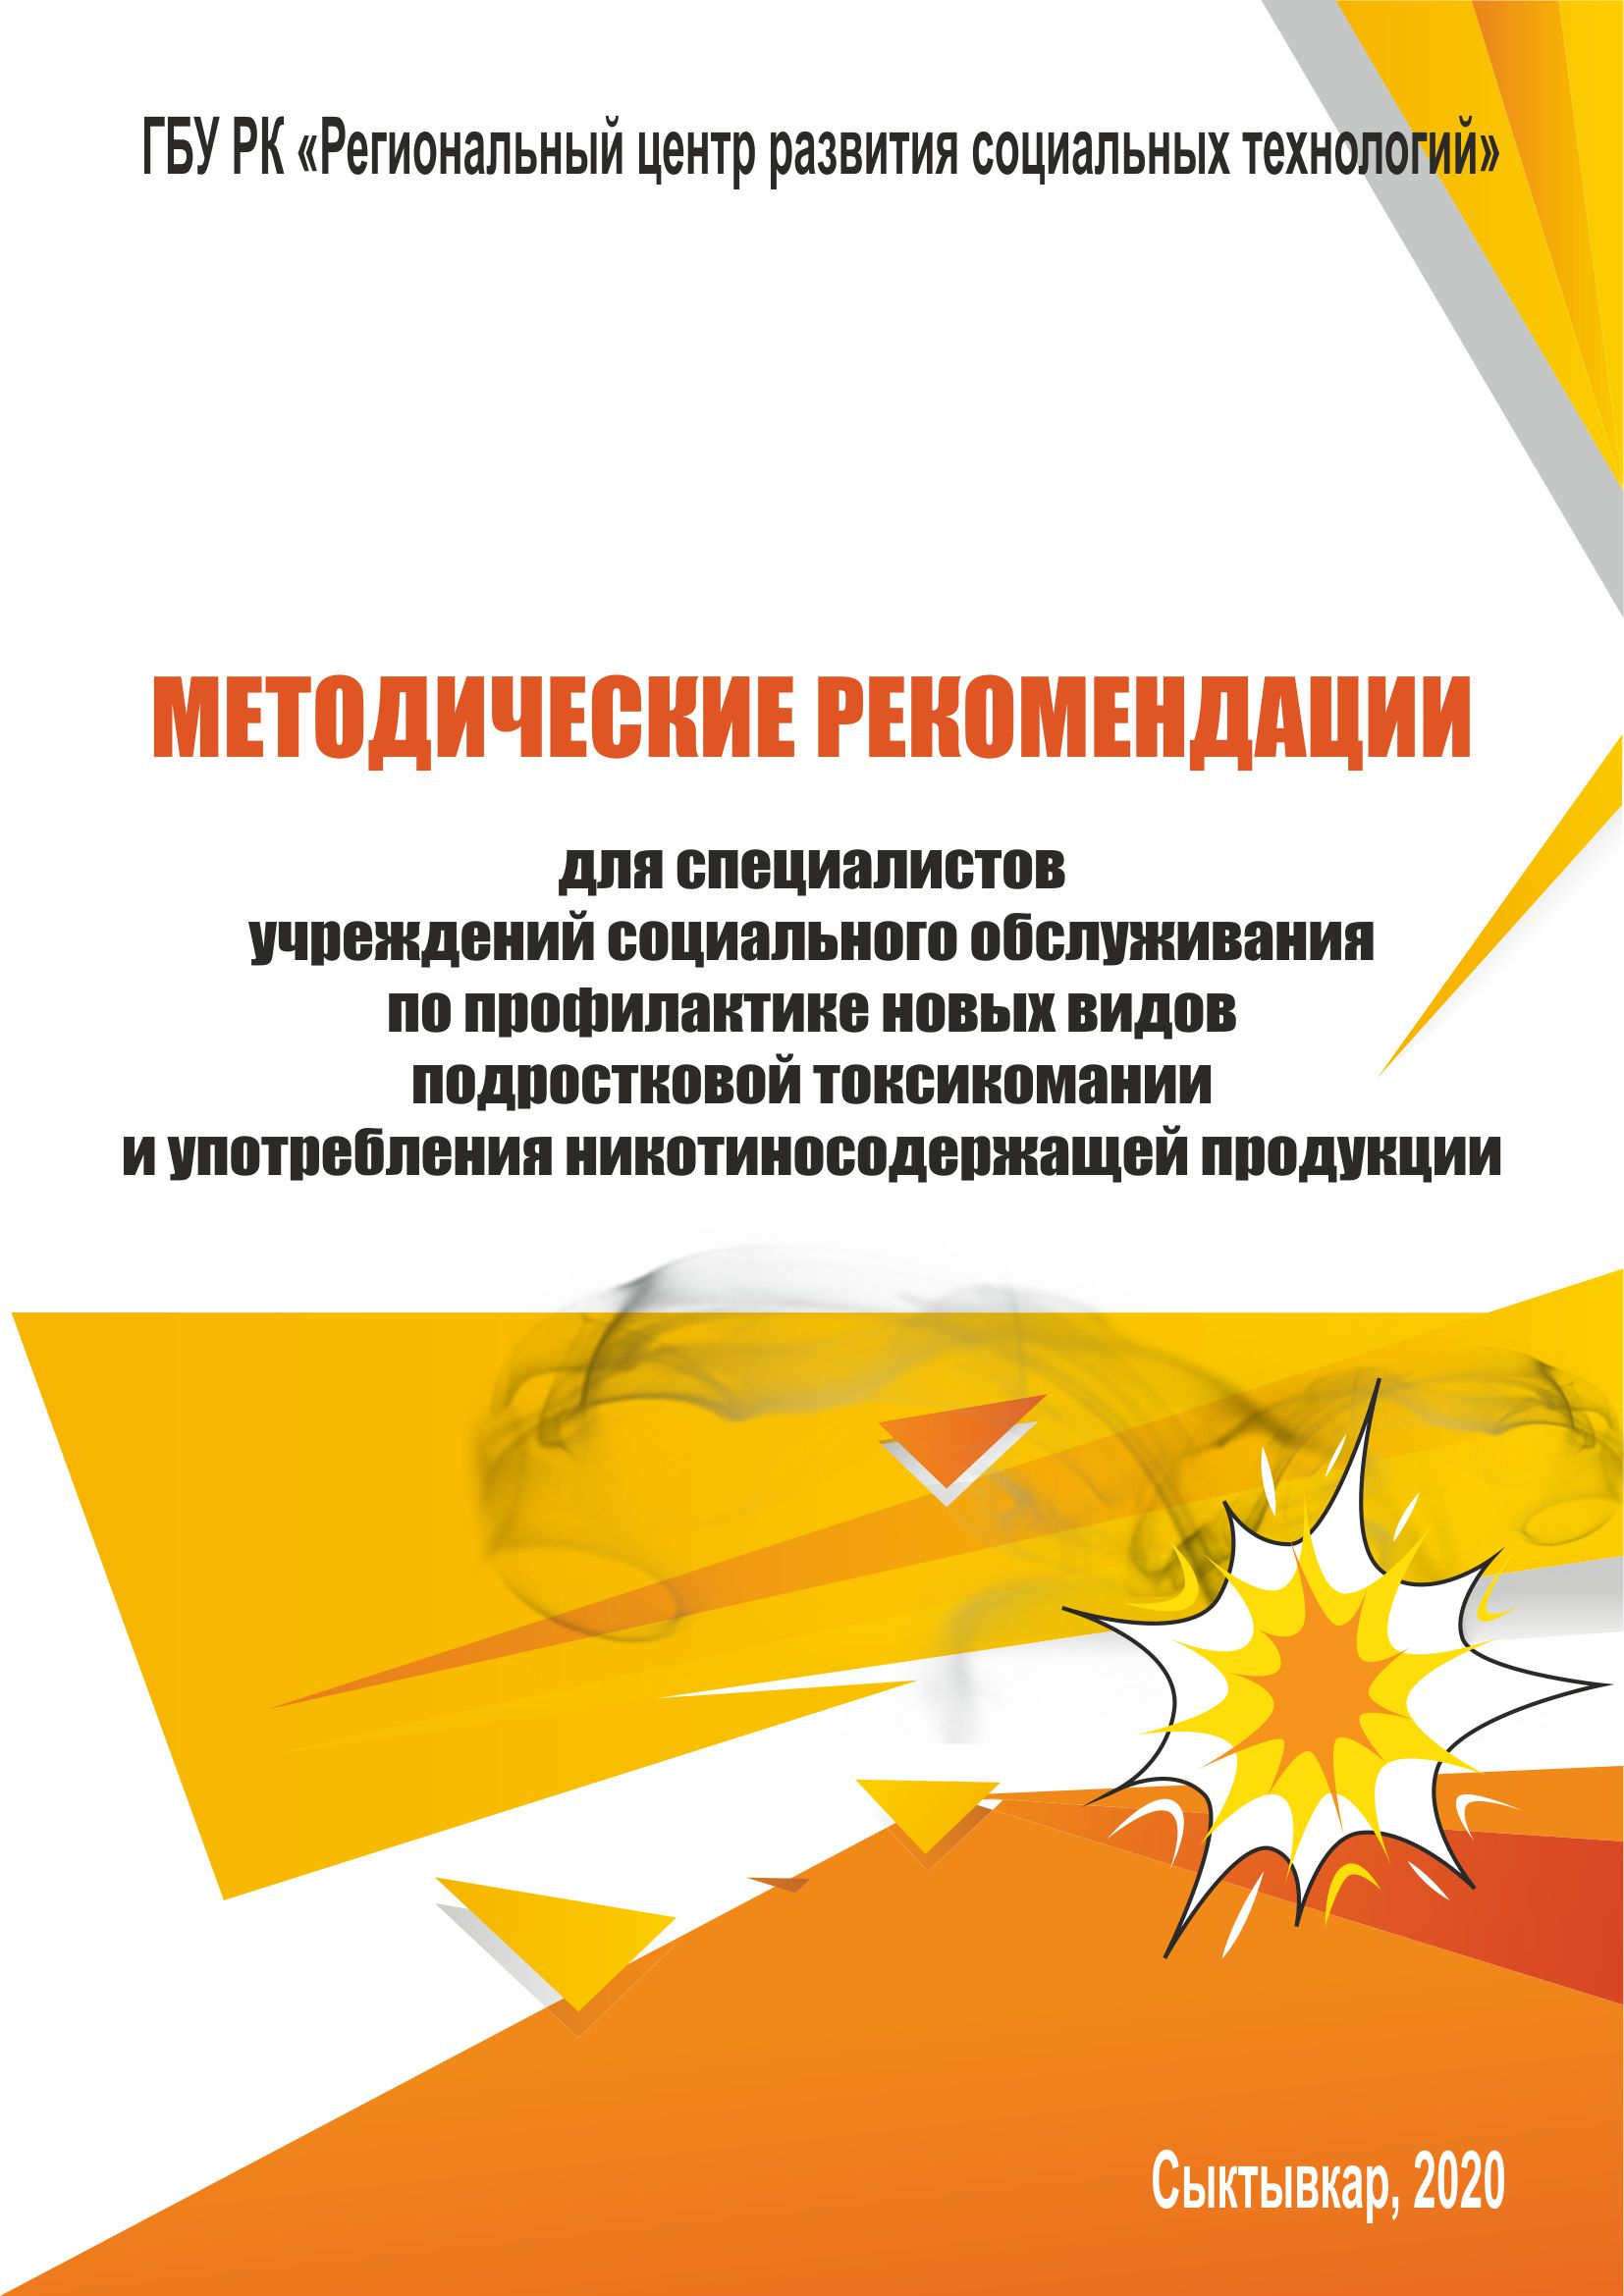 ГБУ РК «Региональный центр развития социальных технологий»
МЕТОДИЧЕСКИЕ РЕКОМЕНДАЦИИ
для специалистов
учреждений социального обслуживания
по профилактике новых видов
подростковой токсикомании
и употребления никотиносодержащей продукции
Сыктывкар, 2020